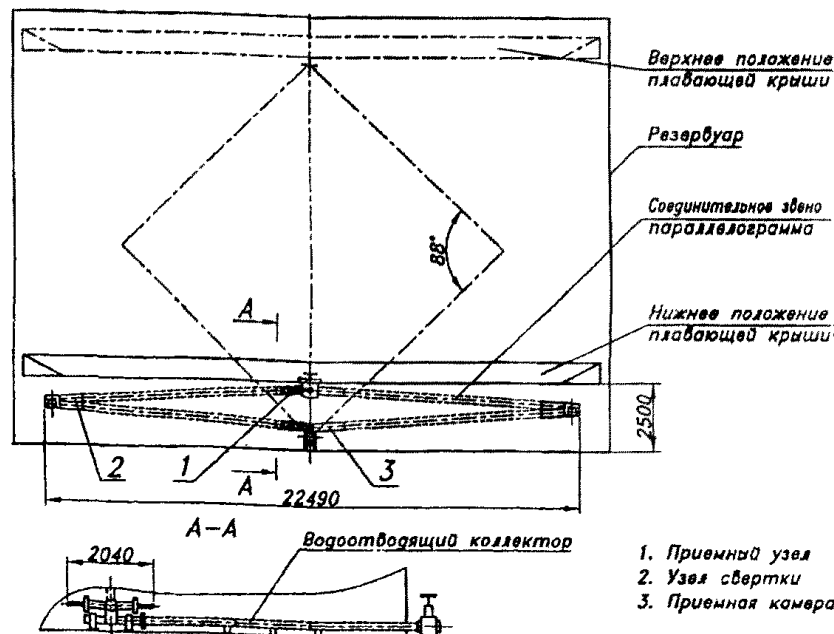 Верхнее положение
плавающей крыши
Резервуар
Соединительное звено
параллелограмма
88°
А
Нижнее положение
плавающей крыши
2500
2
1
А
3
22490
А-А
2040
Водоотводящий коллектор
1. Приемный узел
2. Узел свертки
3. Приемная камера